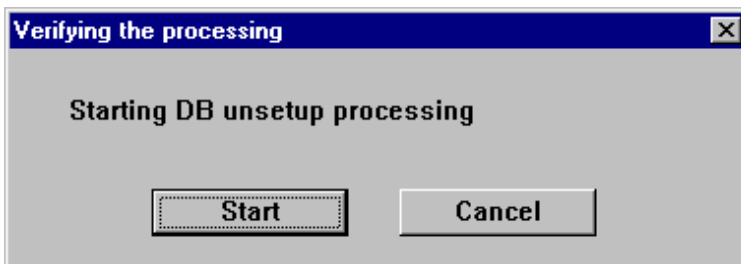 Verifying the processing
Starting DB unsetup processing
Start Cancel